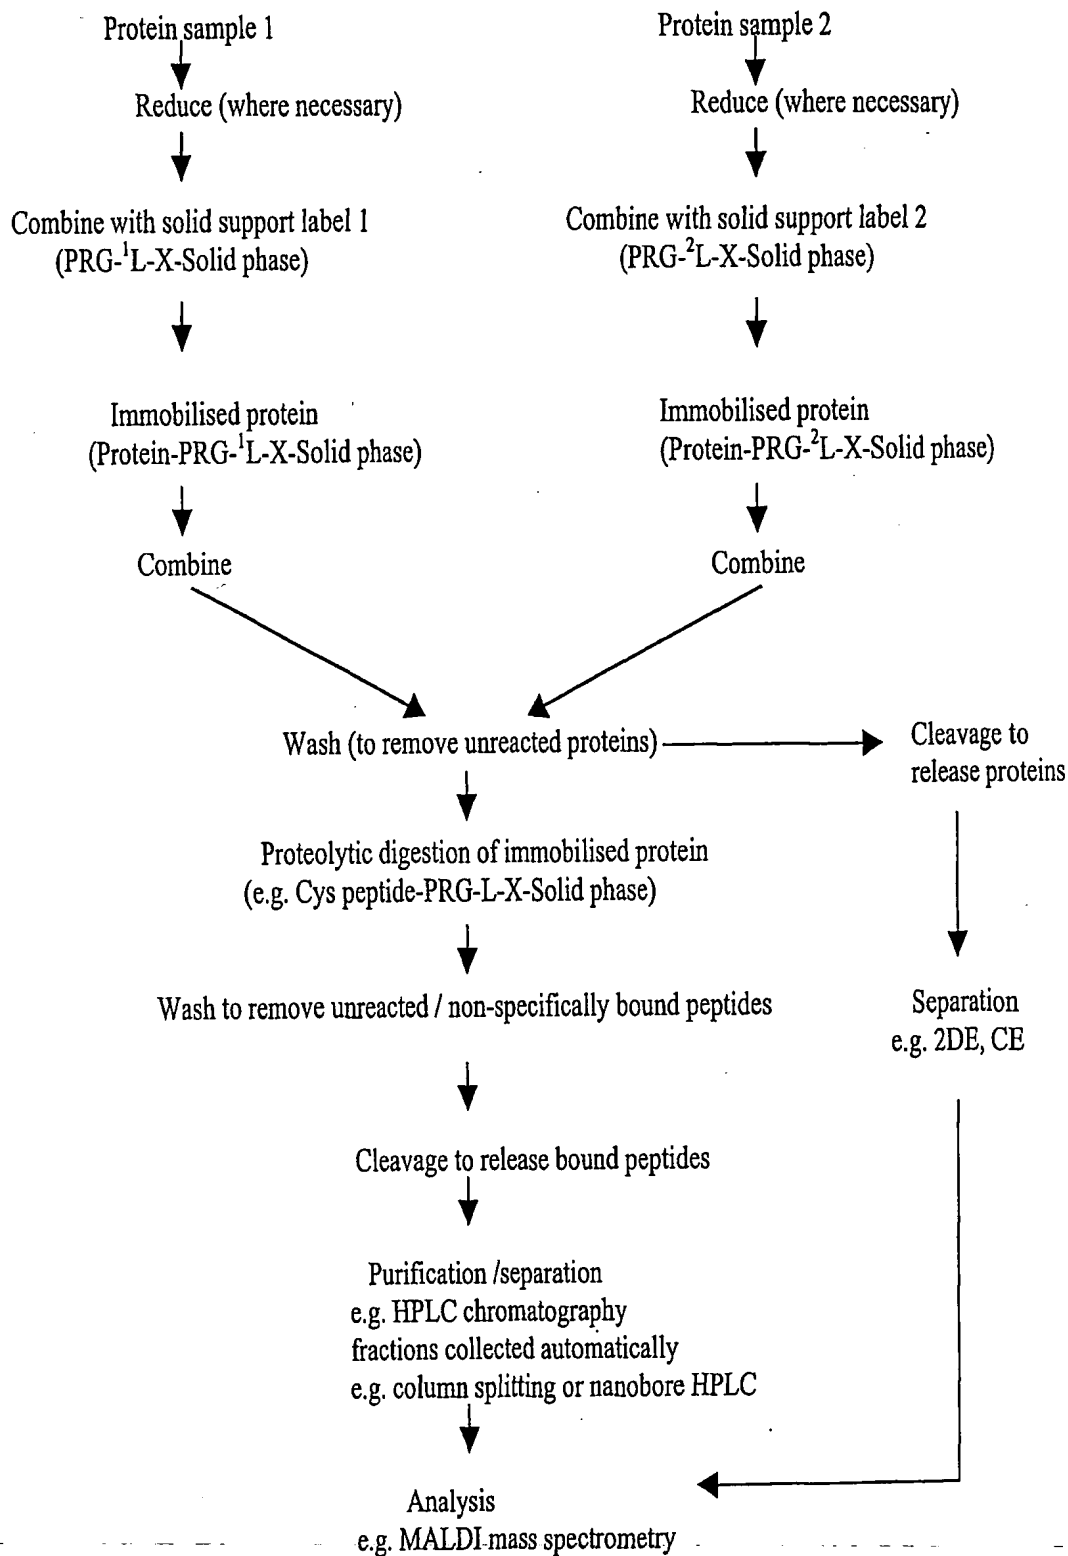 Protein sample 1
Protein sample 2
Reduce (where necessary)
Reduce (where necessary)
Combine with solid support label 1
(PRG-¹L-X-Solid phase)
Combine with solid support label 2
(PRG-²L-X-Solid phase)
Immobilised protein
(Protein-PRG-¹L-X-Solid phase)
Immobilised protein
(Protein-PRG-²L-X-Solid phase)
Combine
Combine
Wash (to remove unreacted proteins)
Cleavage to
release proteins
Proteolytic digestion of immobilised protein
(e.g. Cys peptide-PRG-L-X-Solid phase)
Wash to remove unreacted / non-specifically bound peptides
Separation
e.g. 2DE, CE
Cleavage to release bound peptides
Purification /separation
e.g. HPLC chromatography
fractions collected automatically
e.g. column splitting or nanobore HPLC
Analysis
e.g. MALDI mass spectrometry